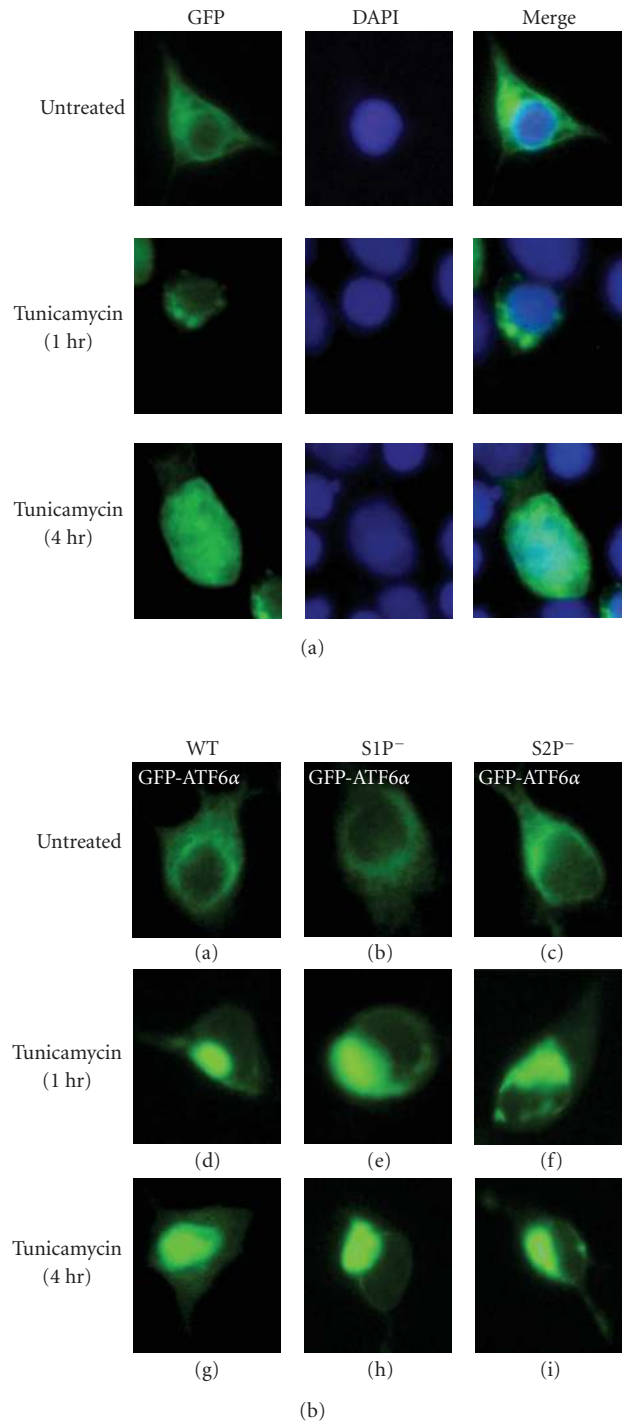 GFP DAPI Merge
Untreated
Tunicamycin
(1 hr)
Tunicamycin
(4 hr)
(a)
WT S1P⁻ S2P⁻
GFP-ATF6α GFP-ATF6α GFP-ATF6α
Untreated
(a) (b) (c)
Tunicamycin
(1 hr)
(d) (e) (f)
Tunicamycin
(4 hr)
(g) (h) (i)
(b)